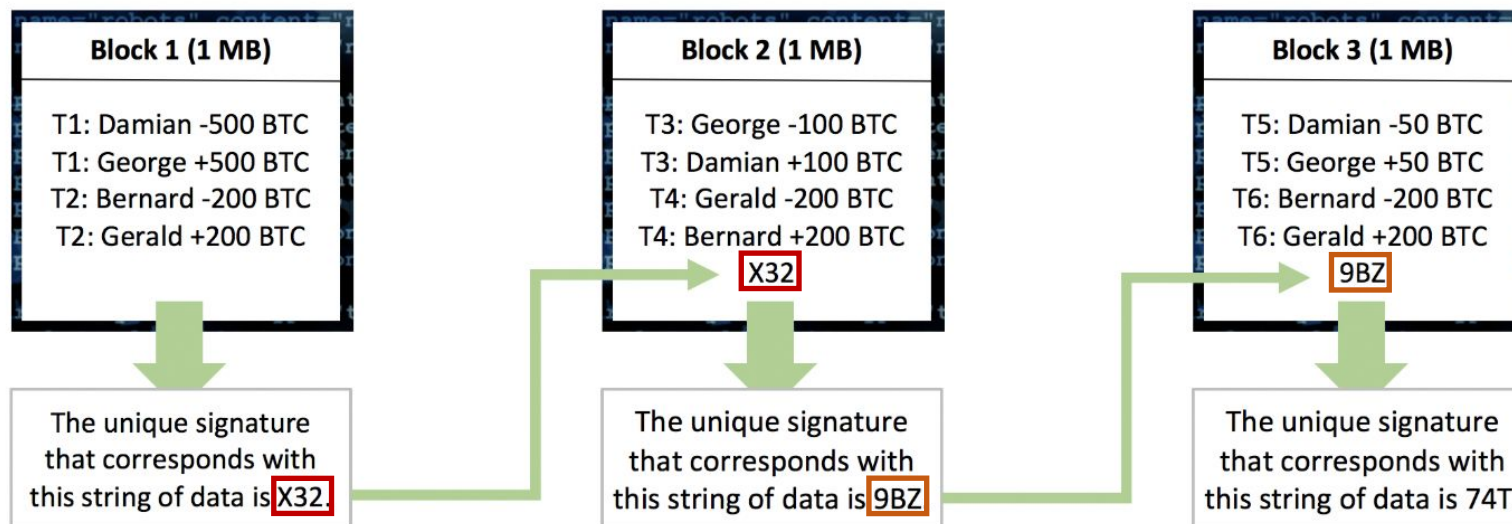 Block 1 (1 MB)
T1: Damian -500 BTC
T1: George +500 BTC
T2: Bernard -200 BTC
T2: Gerald +200 BTC
The unique signature
that corresponds with
this string of data is X32.
Block 2 (1 MB)
T3: George -100 BTC
T3: Damian +100 BTC
T4: Gerald -200 BTC
T4: Bernard +200 BTC
X32
The unique signature
that corresponds with
this string of data is 9BZ
Block 3 (1 MB)
T5: Damian -50 BTC
T5: George +50 BTC
T6: Bernard -200 BTC
T6: Gerald +200 BTC
9BZ
The unique signature
that corresponds with
this string of data is 74T